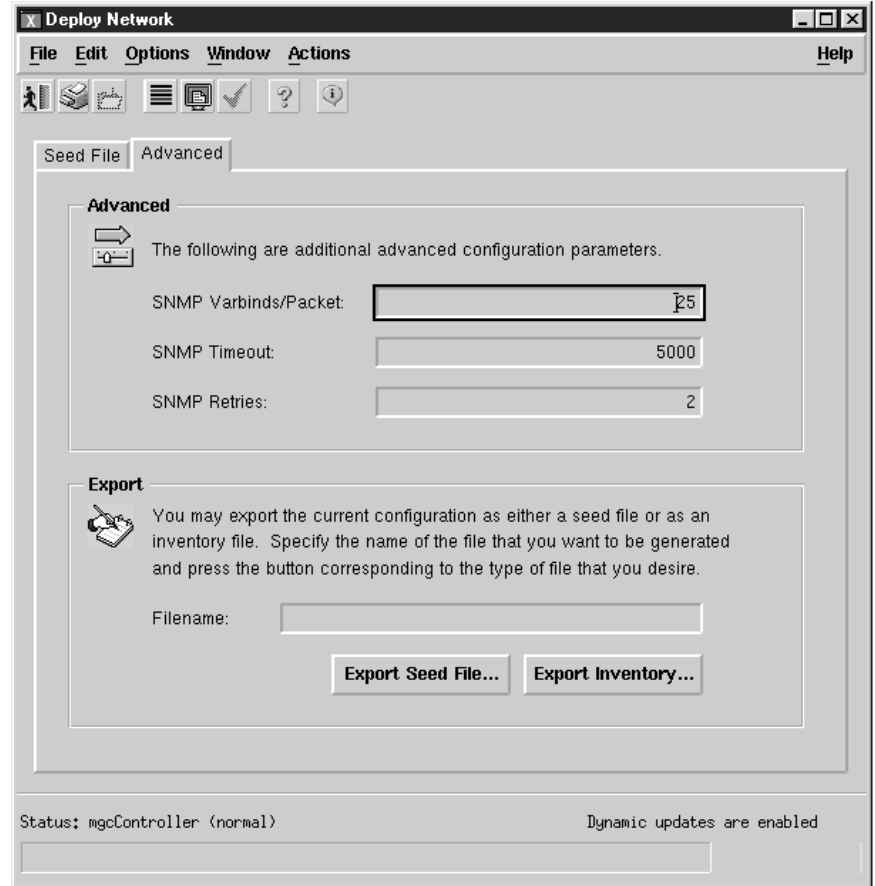 Deploy Network
File Edit Options Window Actions Help
Seed File Advanced
Advanced
The following are additional advanced configuration parameters.
SNMP Varbinds/Packet: 25
SNMP Timeout: 5000
SNMP Retries: 2
Export
You may export the current configuration as either a seed file or as an
inventory file. Specify the name of the file that you want to be generated
and press the button corresponding to the type of file that you desire.
Filename:
Export Seed File... Export Inventory...
Status: mgcController (normal) Dynamic updates are enabled